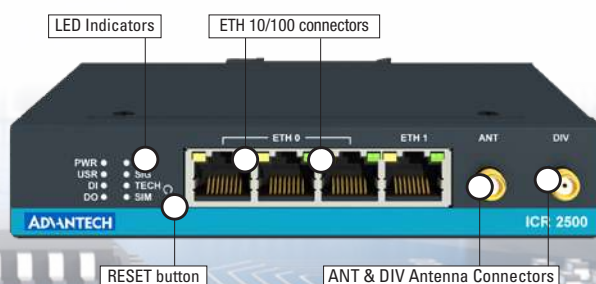 LED Indicators
ETH 10/100 connectors
ETH 0
ETH 1
ANT
DIV
PWR
USR
SIG
DI
TECH
DO
SIM
ADVANTECH
ICR 2500
RESET button
ANT & DIV Antenna Connectors